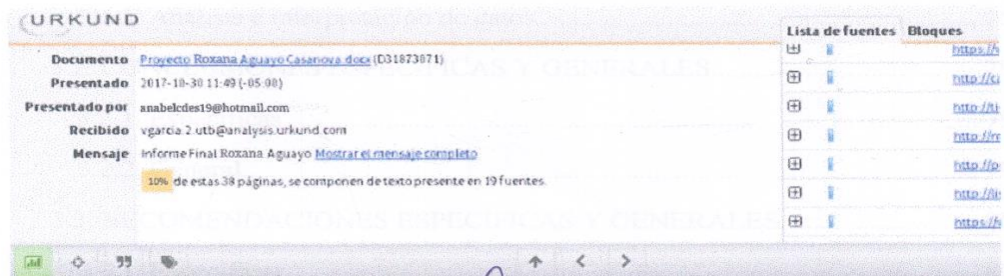 URKUND
Documento Proyecto Roxana Aguayo Casanova.docx (D31873871)
Presentado 2017-10-30 11:49 (-05:00)
Presentado por anabelcdes19@hotmail.com
Recibido vgarcia.2.utb@analysis.urkund.com
Mensaje Informe Final Roxana Aguayo Mostrar el mensaje completo
10% de estas 38 páginas, se componen de texto presente en 19 fuentes.
Lista de fuentes Bloques
https://
http://
http://
http://
http://
http://
https://